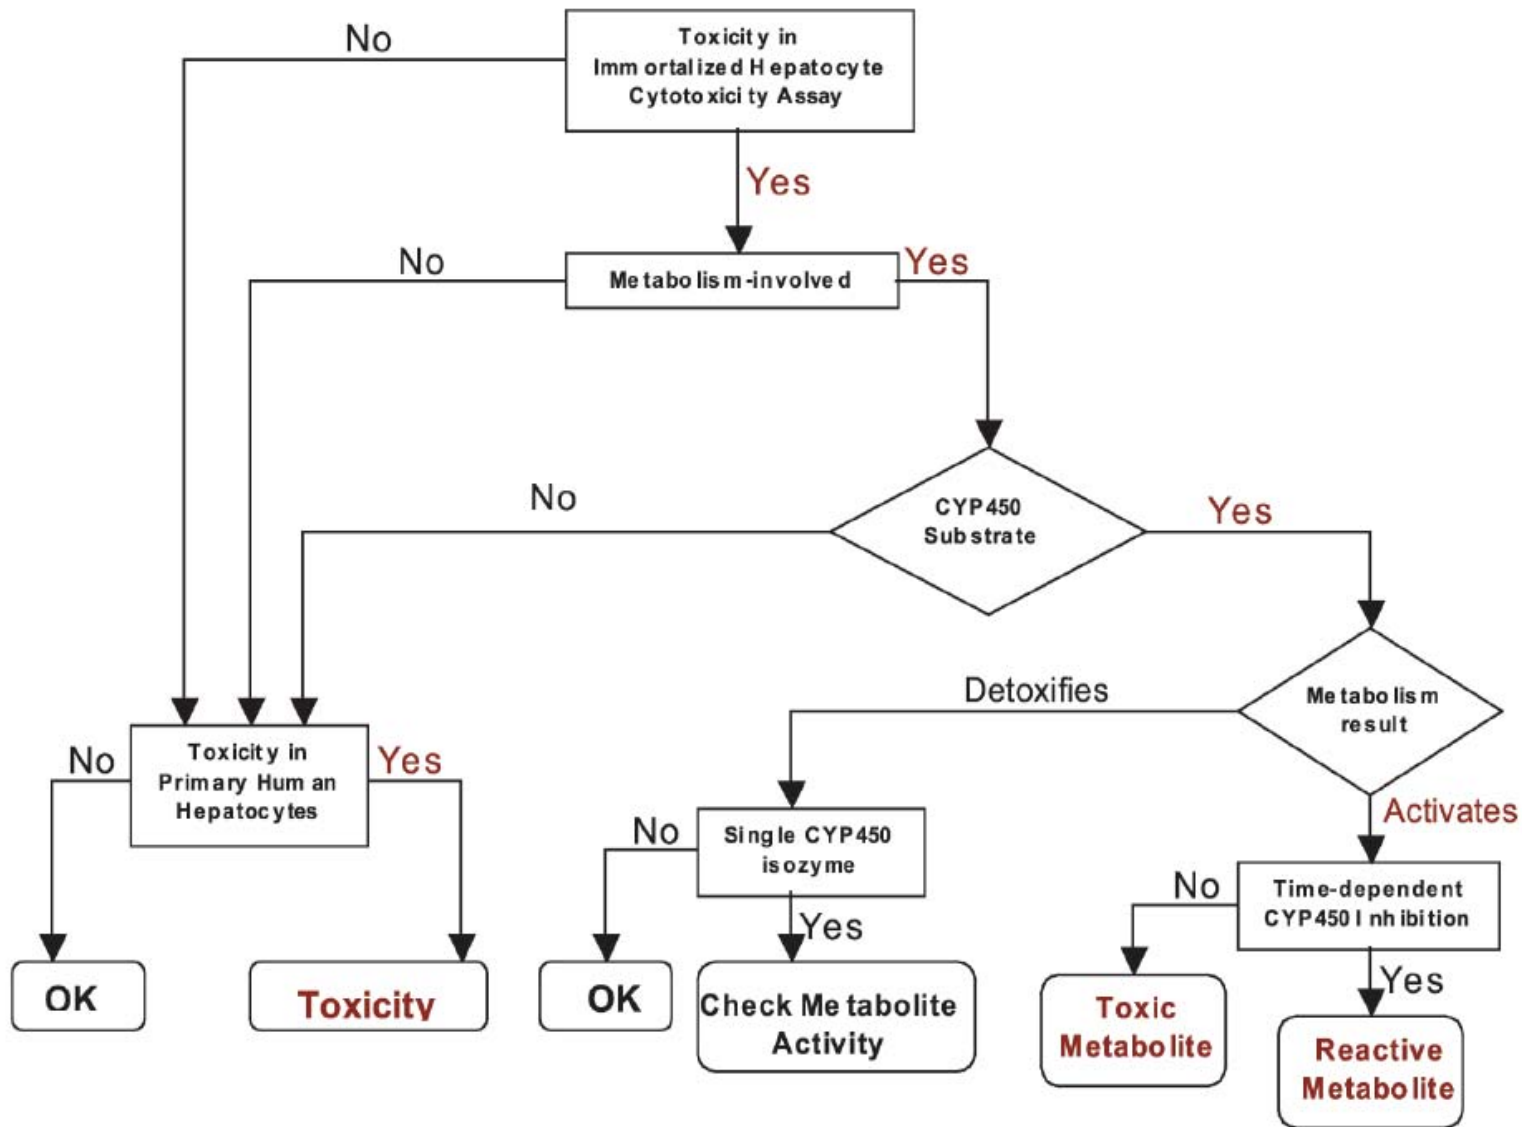 No
Toxicity in
Immortalized Hepatocyte
Cytotoxicity Assay
Yes
No
Metabolism-involved
Yes
No
CYP450
Substrate
Yes
Detoxifies
Metabolism
result
No
Toxicity in
Primary Human
Hepatocytes
Yes
Activates
No
Single CYP450
isozyme
Yes
No
Time-dependent
CYP450 Inhibition
Yes
OK
Toxicity
OK
Check Metabolite
Activity
Toxic
Metabolite
Reactive
Metabolite